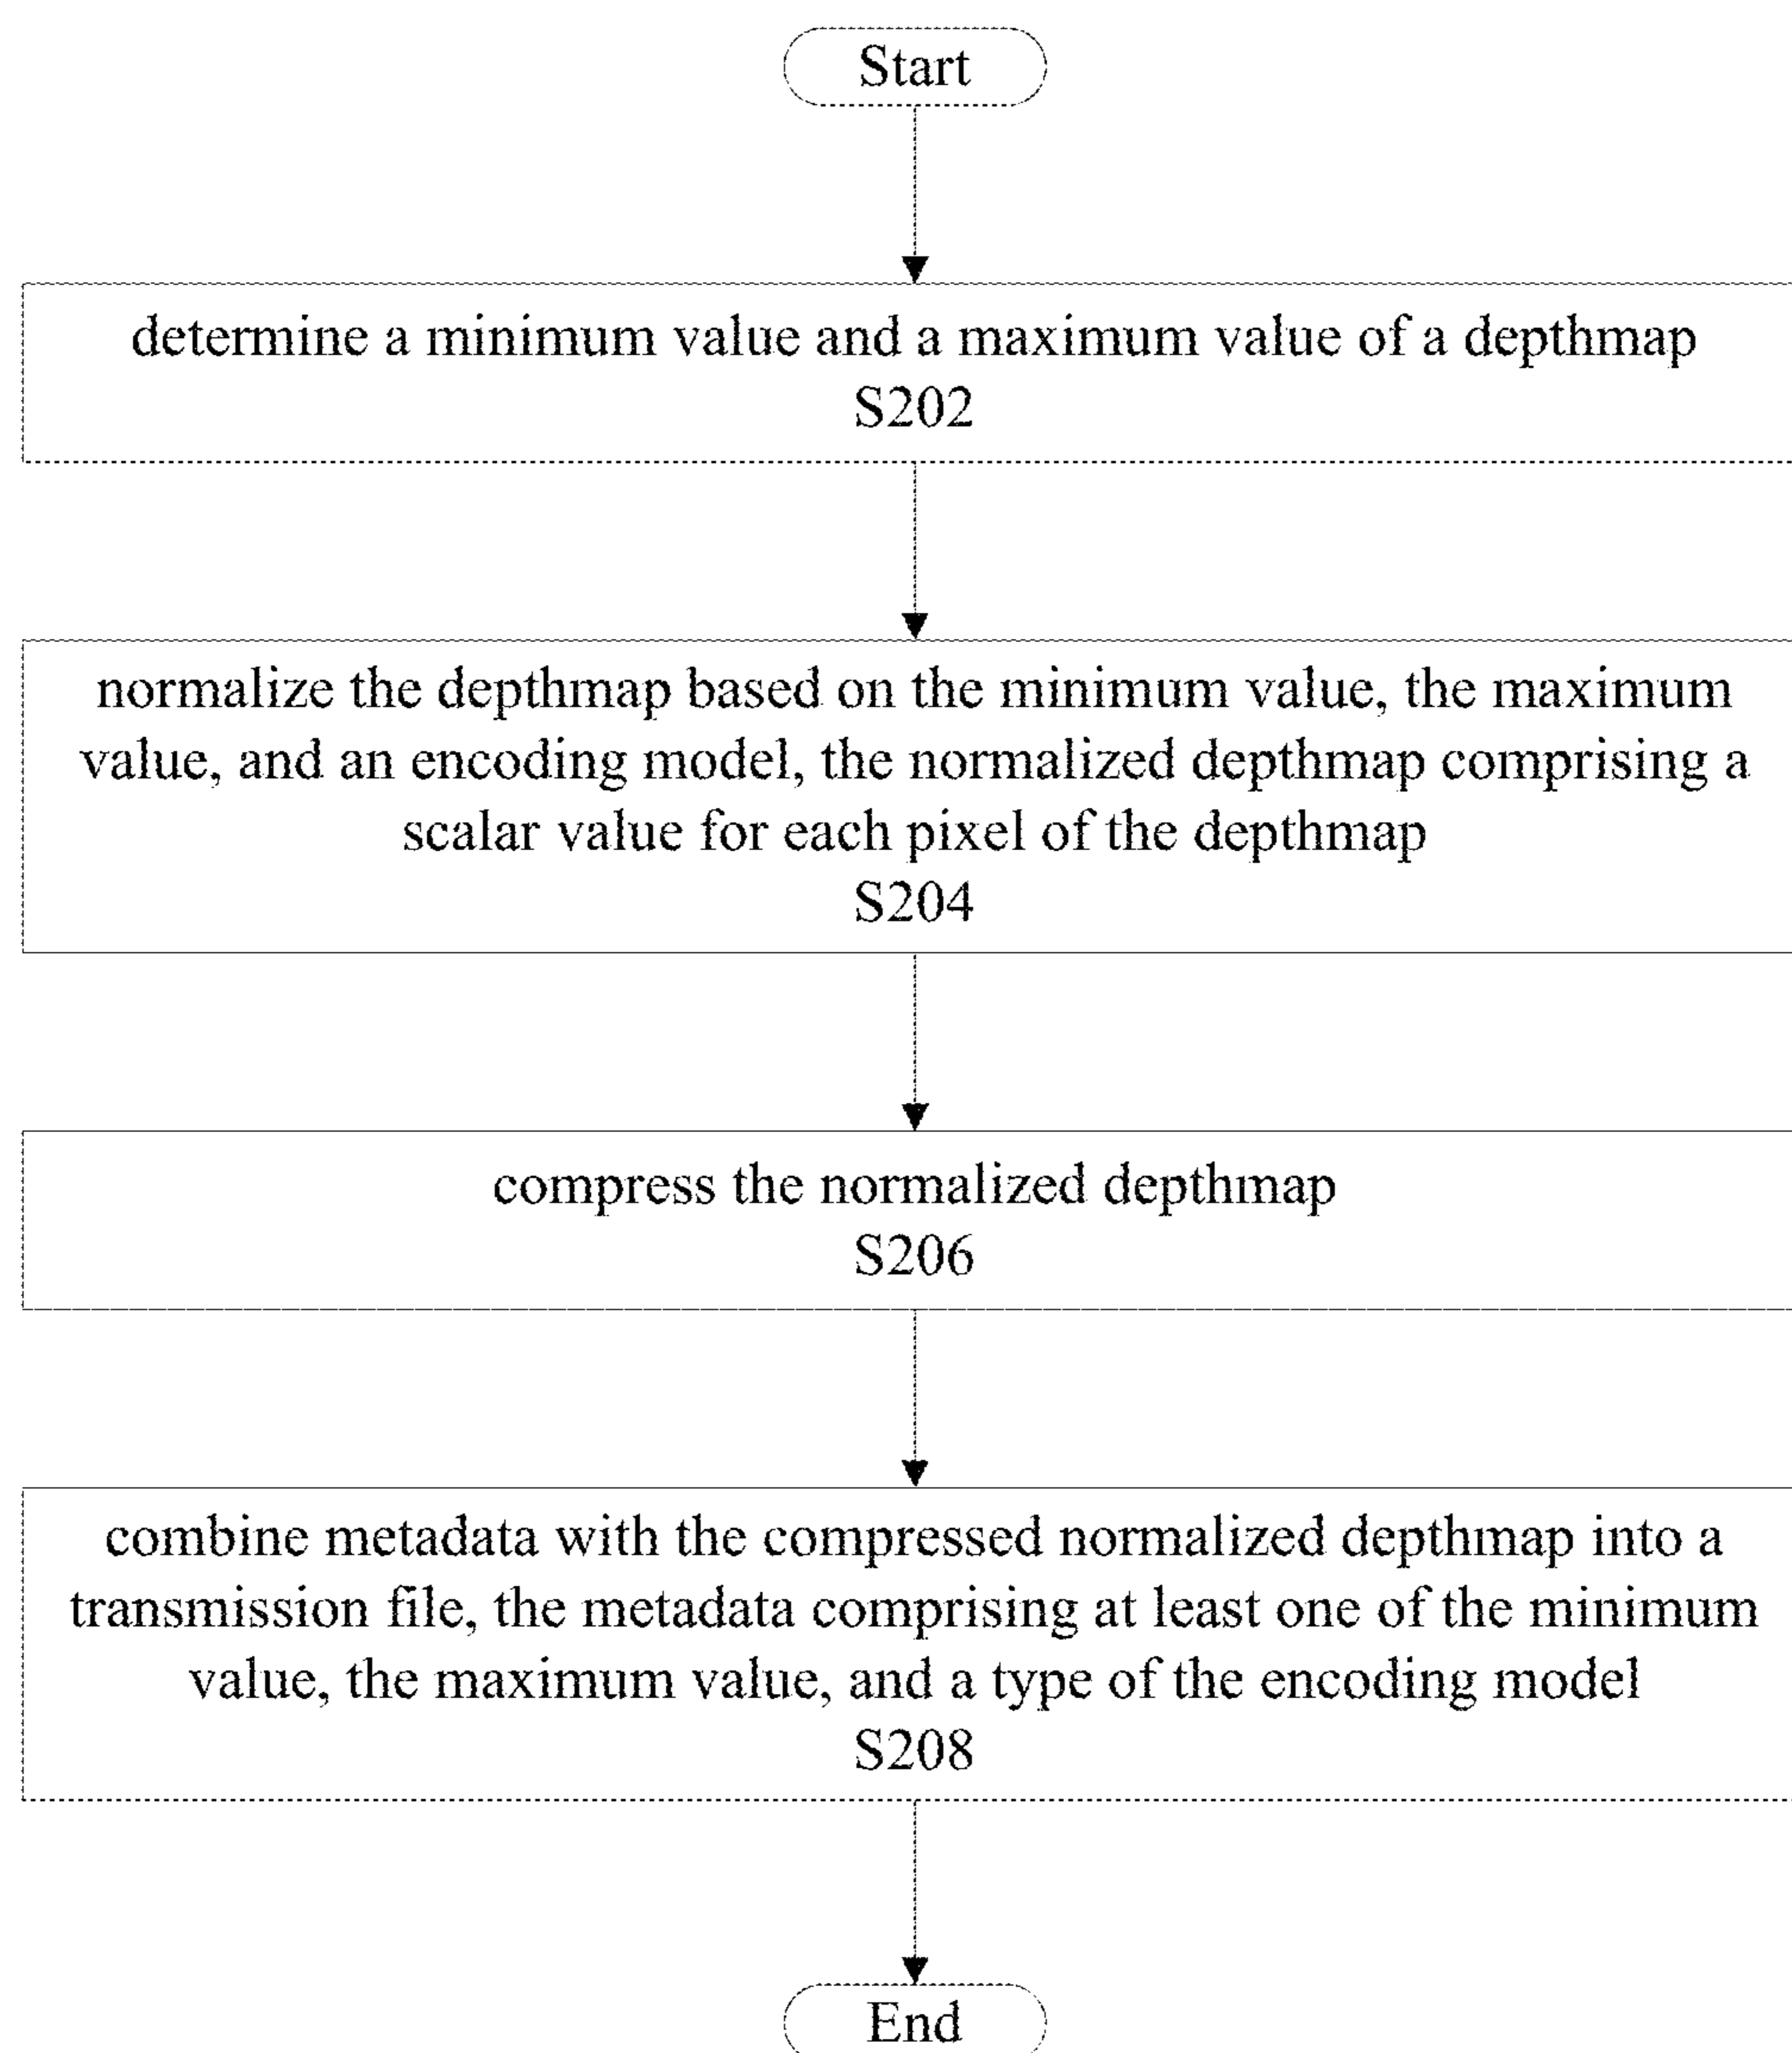 Start
determine a minimum value and a maximum value of a depthmap
S202
normalize the depthmap based on the minimum value, the maximum
value, and an encoding model, the normalized depthmap comprising a
scalar value for each pixel of the depthmap
S204
compress the normalized depthmap
S206
combine metadata with the compressed normalized depthmap into a
transmission file, the metadata comprising at least one of the minimum
value, the maximum value, and a type of the encoding model
S208
End